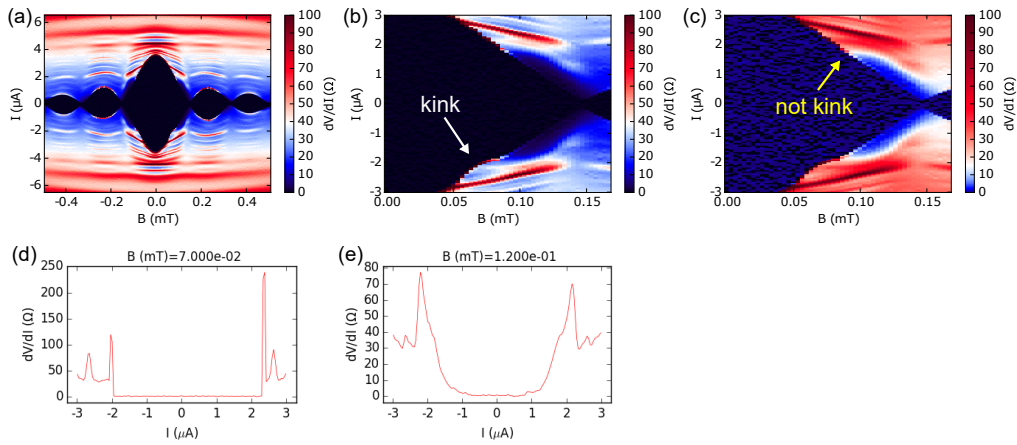 (a)
6
4
2
0
−2
−4
−6
I (μA)
−0.4 −0.2 0.0 0.2 0.4
B (mT)
100
90
80
70
60
50
40
30
20
10
0
dV/dI (Ω)
(b)
3
2
1
0
−1
−2
−3
I (μA)
kink
0.00 0.05 0.10 0.15
B (mT)
100
90
80
70
60
50
40
30
20
10
0
dV/dI (Ω)
(c)
3
2
1
0
−1
−2
−3
I (μA)
not kink
0.00 0.05 0.10 0.15
B (mT)
100
90
80
70
60
50
40
30
20
10
0
dV/dI (Ω)
(d)
B (mT)=7.000e-02
250
200
150
100
50
0
dV/dI (Ω)
-3 -2 -1 0 1 2 3
I (μA)
(e)
B (mT)=1.200e-01
80
70
60
50
40
30
20
10
0
dV/dI (Ω)
-3 -2 -1 0 1 2 3
I (μA)